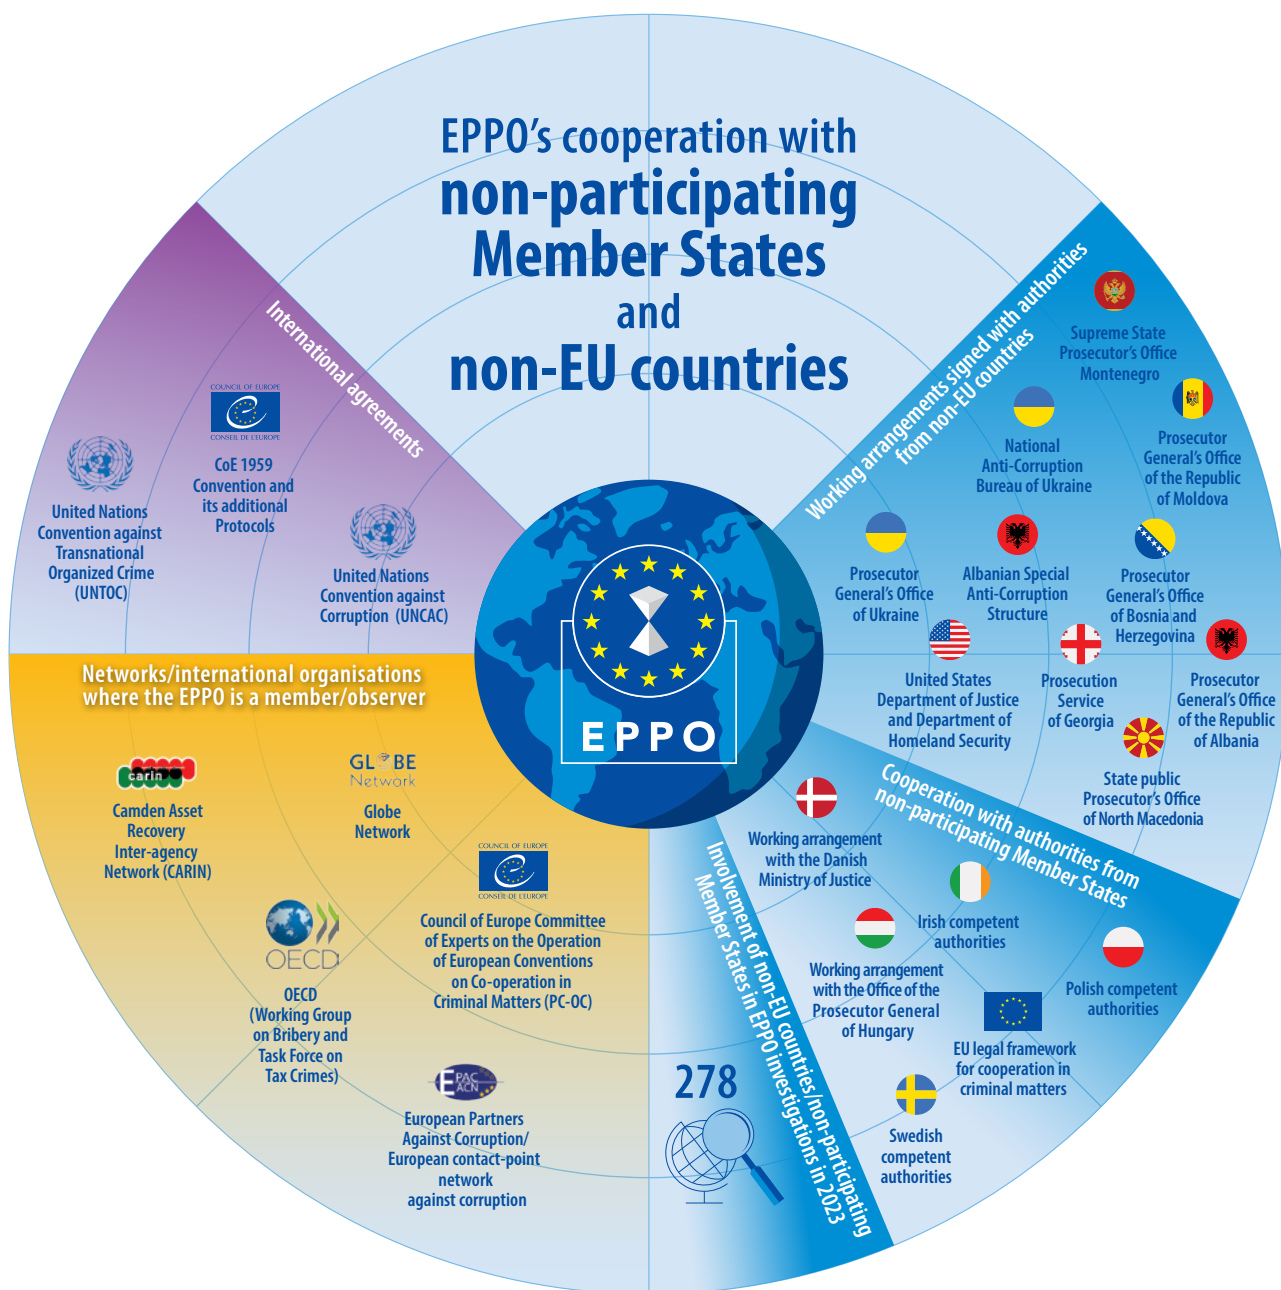 EPPO's cooperation with
non-participating
Member States
and
non-EU countries
International agreements
COUNCIL OF EUROPE
CONSEIL DE L'EUROPE
CoE 1959
Convention and
its additional
Protocols
United Nations
Convention against
Transnational
Organized Crime
(UNTOC)
United Nations
Convention against
Corruption (UNCAC)
Working arrangements signed with authorities
from non-EU countries
Supreme State
Prosecutor's Office
Montenegro
National
Anti-Corruption
Bureau of Ukraine
Prosecutor
General's Office
of the Republic
of Moldova
Prosecutor
General's Office
of Ukraine
Albanian Special
Anti-Corruption
Structure
Prosecutor
General's Office
of Bosnia and
Herzegovina
United States
Department of Justice
and Department of
Homeland Security
Prosecution
Service
of Georgia
Prosecutor
General's Office
of the Republic
of Albania
State public
Prosecutor's Office
of North Macedonia
EPPO
Networks/international organisations
where the EPPO is a member/observer
carin
Camden Asset
Recovery
Inter-agency
Network (CARIN)
GLOBE
Network
Globe
Network
COUNCIL OF EUROPE
CONSEIL DE L'EUROPE
Council of Europe Committee
of Experts on the Operation
of European Conventions
on Co-operation in
Criminal Matters (PC-OC)
OECD
OECD
(Working Group
on Bribery and
Task Force on
Tax Crimes)
EPAC
EACN
European Partners
Against Corruption/
European contact-point
network
against corruption
Involvement of non-EU countries/non-participating
Member States in EPPO investigations in 2023
278
Cooperation with authorities from
non-participating Member States
Working arrangement
with the Danish
Ministry of Justice
Irish competent
authorities
Working arrangement
with the Office of the
Prosecutor General
of Hungary
Polish competent
authorities
EU legal framework
for cooperation in
criminal matters
Swedish
competent
authorities